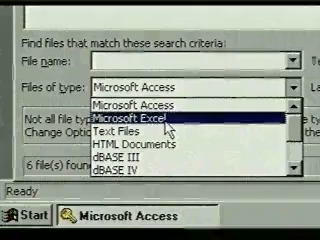 Find files that match these search criteria:
File name:
Files of type: Microsoft Access
Microsoft Access
Microsoft Excel
Text Files
HTML Documents
dBASE III
dBASE IV
Not all file typ
Change Optio
6 file(s) foun
Ready
Start Microsoft Access